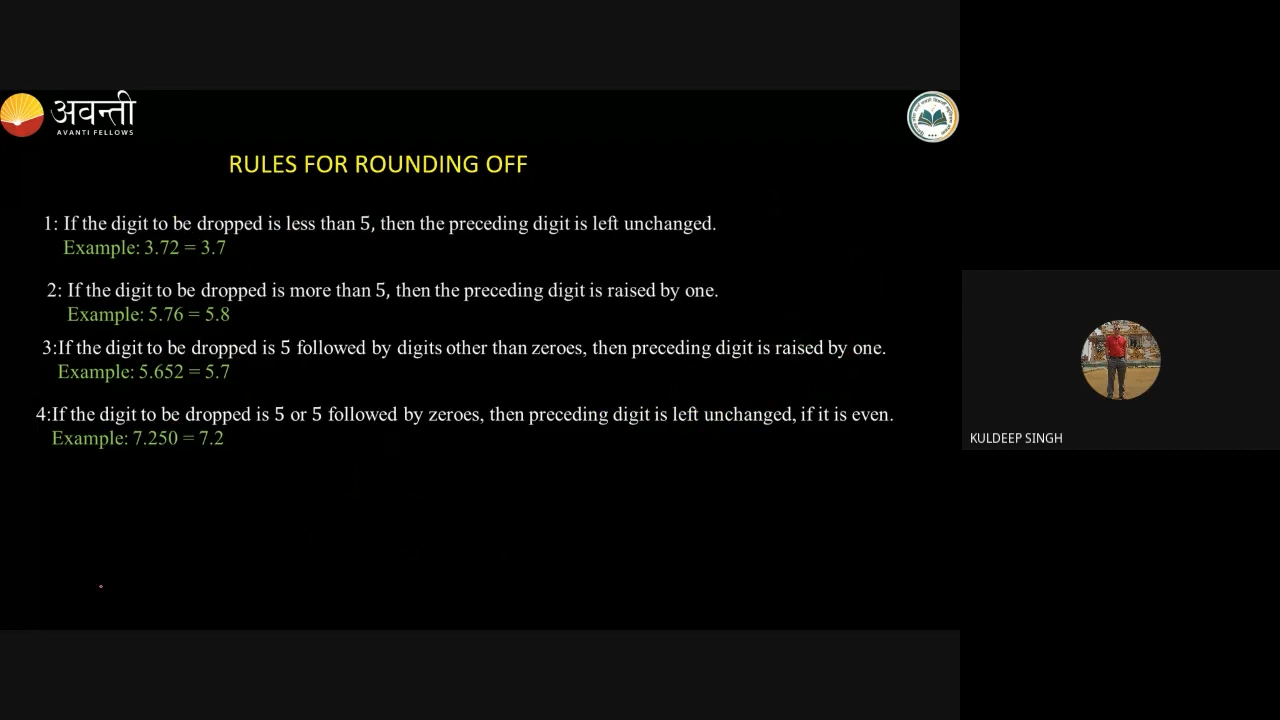 अवन्ती
AVANTI FELLOWS
RULES FOR ROUNDING OFF
1: If the digit to be dropped is less than 5, then the preceding digit is left unchanged.
Example: 3.72 = 3.7
2: If the digit to be dropped is more than 5, then the preceding digit is raised by one.
Example: 5.76 = 5.8
3:If the digit to be dropped is 5 followed by digits other than zeroes, then preceding digit is raised by one.
Example: 5.652 = 5.7
4:If the digit to be dropped is 5 or 5 followed by zeroes, then preceding digit is left unchanged, if it is even.
Example: 7.250 = 7.2
KULDEEP SINGH